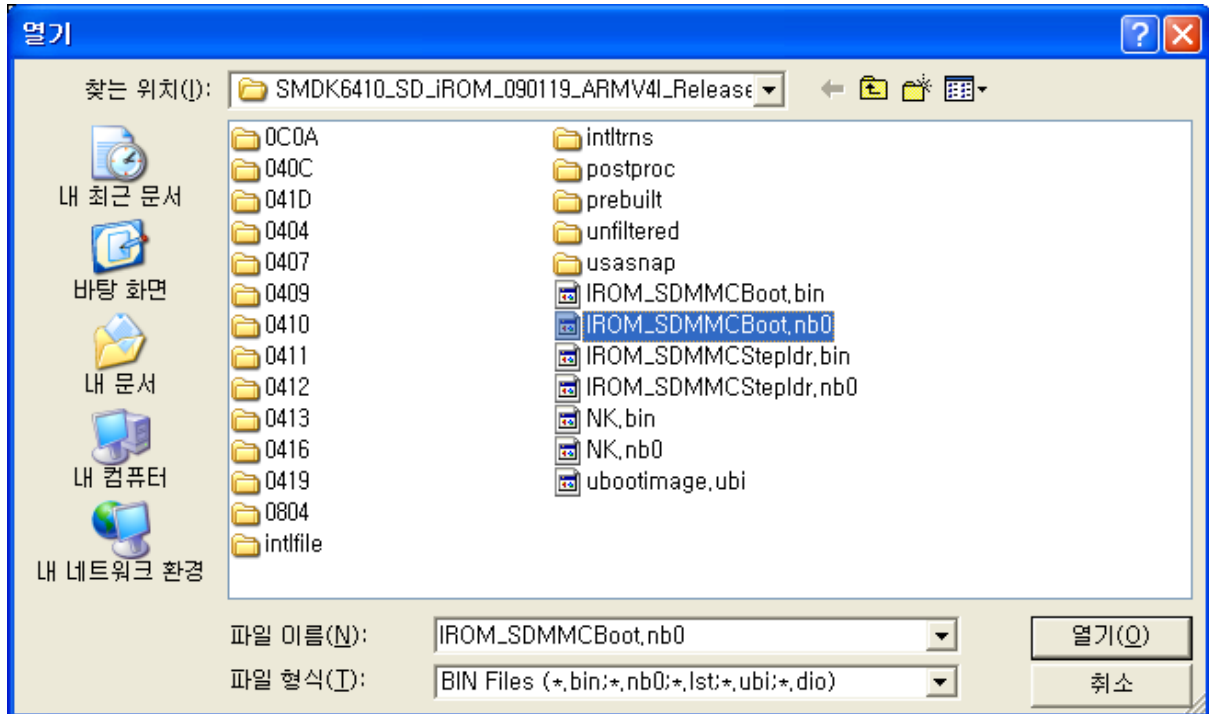 열기
찾는 위치(I):
SMDK6410_SD_iROM_090119_ARMV4I_Release
내 최근 문서
바탕 화면
내 문서
내 컴퓨터
내 네트워크 환경
0C0A
040C
041D
0404
0407
0409
0410
0411
0412
0413
0416
0419
0804
intlfile
intltrns
postproc
prebuilt
unfiltered
usasnap
IROM_SDMMCBoot.bin
IROM_SDMMCBoot.nb0
IROM_SDMMCStepldr.bin
IROM_SDMMCStepldr.nb0
NK.bin
NK.nb0
ubootimage.ubi
파일 이름(N):
IROM_SDMMCBoot.nb0
열기(O)
파일 형식(T):
BIN Files (*.bin;*.nb0;*.lst;*.ubi;*.dio)
취소